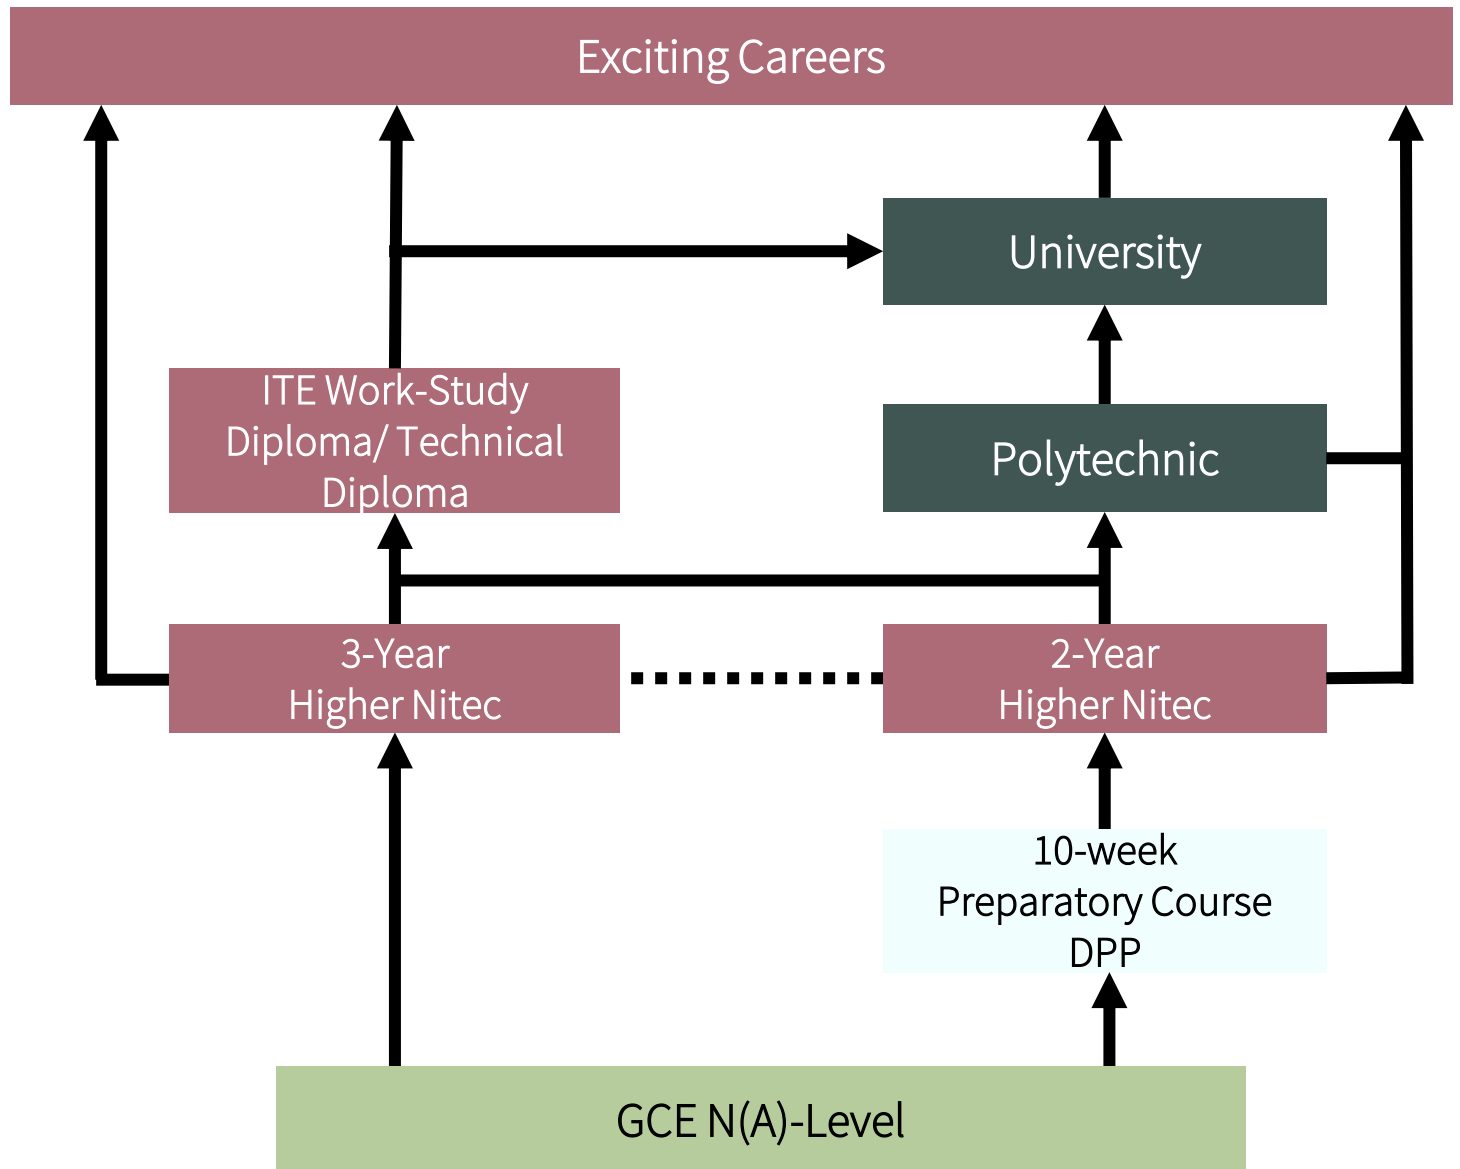 Exciting Careers
University
ITE Work-Study
Diploma/ Technical
Diploma
Polytechnic
3-Year
Higher Nitec
2-Year
Higher Nitec
10-week
Preparatory Course
DPP
GCE N(A)-Level